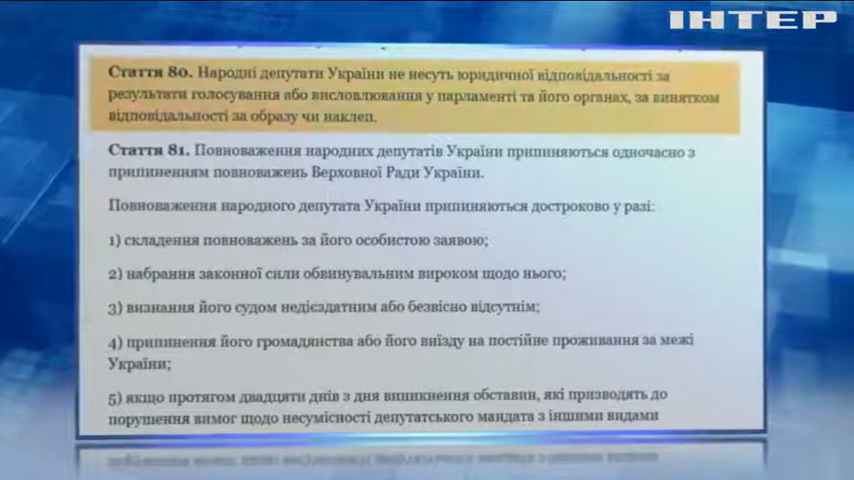 ІНТЕР
Стаття 80. Народні депутати України не несуть юридичної відповідальності за
результати голосування або висловлювання у парламенті та його органах, за винятком
відповідальності за образу чи наклеп.
Стаття 81. Повноваження народних депутатів України припиняються одночасно з
припиненням повноважень Верховної Ради України.
Повноваження народного депутата України припиняються достроково у разі:
1) складення повноважень за його особистою заявою;
2) набрання законної сили обвинувальним вироком щодо нього;
3) визнання його судом недієздатним або безвісно відсутнім;
4) припинення його громадянства або його виїзду на постійне проживання за межі
України;
5) якщо протягом двадцяти днів з дня виникнення обставин, які призводять до
порушення вимог щодо несумісності депутатського мандата з іншими видами